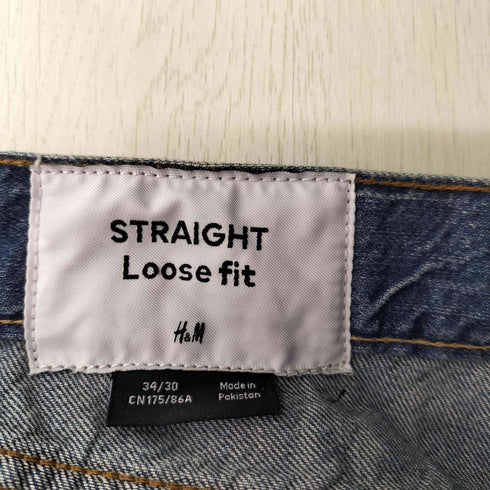 STRAIGHT
Loose fit
H&M
34/30
CN175/86A
Made in
Pakistan